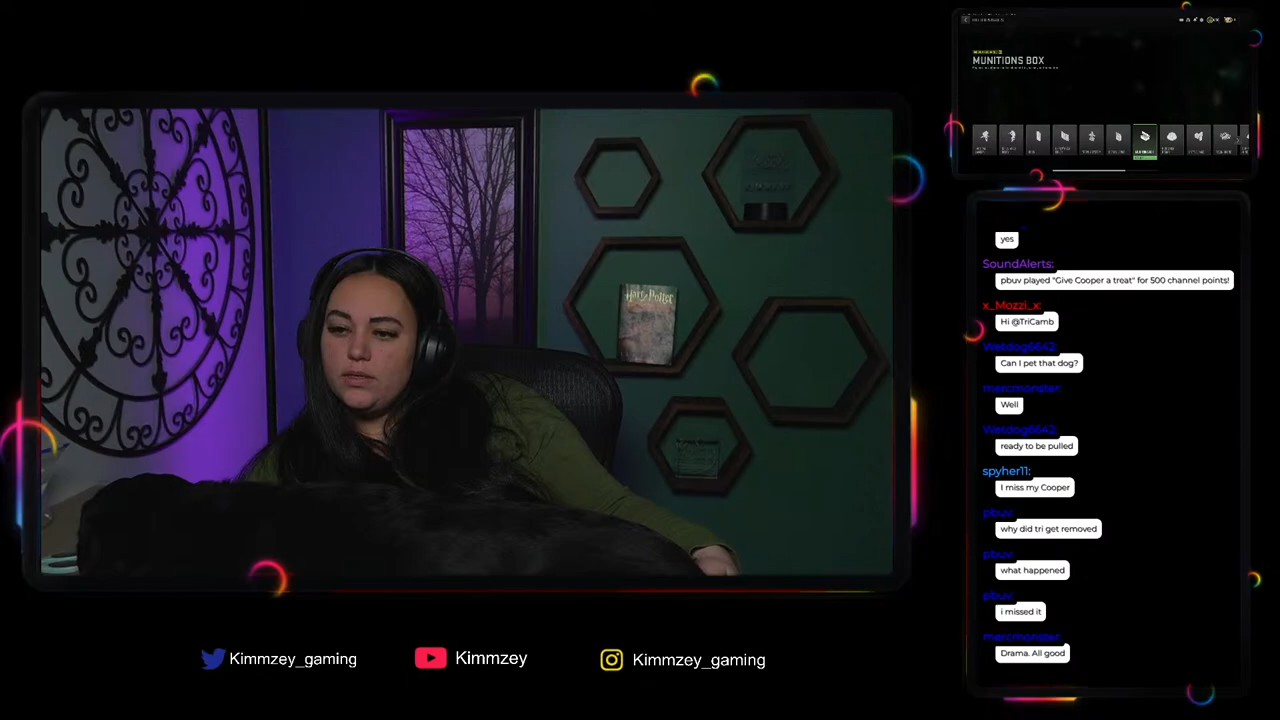 MUNITIONS BOX
yes
SoundAlerts:
pbuv played "Give Cooper a treat" for 500 channel points!
x_Mozzi_x:
Hi @TriCamb
Wetdog6642:
Can I pet that dog?
mercmonster:
Well
Wetdog6642:
ready to be pulled
spyher11:
I miss my Cooper
pbuv:
why did tri get removed
pbuv:
what happened
pbuv:
i missed it
mercmonster:
Drama. All good
Harry Potter
KIMMZEY
Kimmzey_gaming
Kimmzey
Kimmzey_gaming